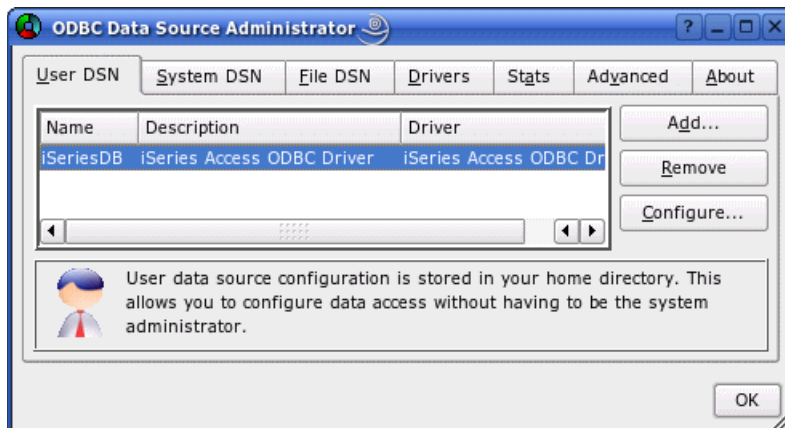 ODBC Data Source Administrator
User DSN System DSN File DSN Drivers Stats Advanced About
Name Description Driver
iSeriesDB iSeries Access ODBC Driver iSeries Access ODBC Dr
Add...
Remove
Configure...
User data source configuration is stored in your home directory. This
allows you to configure data access without having to be the system
administrator.
OK